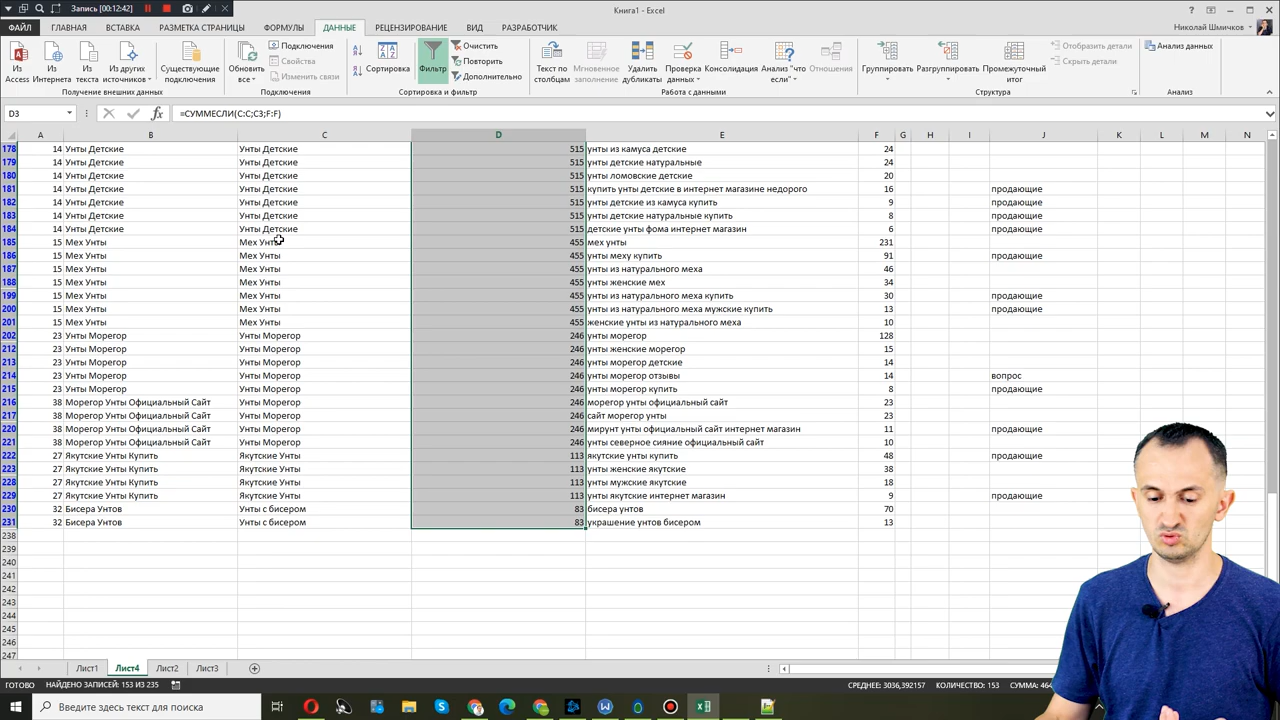 Запись [00:12:42]
Книга1 - Excel
ФАЙЛ ГЛАВНАЯ ВСТАВКА РАЗМЕТКА СТРАНИЦЫ ФОРМУЛЫ ДАННЫЕ РЕЦЕНЗИРОВАНИЕ ВИД РАЗРАБОТЧИК Николай Шмичков
Из Access
Из Интернета
Из текста
Из других источников
Существующие подключения
Получение внешних данных
Обновить все
Подключения
Свойства
Изменить связи
Подключения
Сортировка
Фильтр
Очистить
Повторить
Дополнительно
Сортировка и фильтр
Текст по столбцам
Мгновенное заполнение
Удалить дубликаты
Проверка данных
Консолидация
Анализ "что если"
Отношения
Работа с данными
Группировать
Разгруппировать
Промежуточный итог
Отобразить детали
Скрыть детали
Структура
Анализ данных
Анализ
D3 =СУММЕСЛИ(C:C;C3;F:F)
A B C D E F G H I J K L M N
178 14 Унты Детские Унты Детские 515 унты из камуса детские 24
179 14 Унты Детские Унты Детские 515 унты детские натуральные 24
180 14 Унты Детские Унты Детские 515 унты ломовские детские 20
181 14 Унты Детские Унты Детские 515 купить унты детские в интернет магазине недорого 16 продающие
182 14 Унты Детские Унты Детские 515 унты детские из камуса купить 9 продающие
183 14 Унты Детские Унты Детские 515 унты детские натуральные купить 8 продающие
184 14 Унты Детские Унты Детские 515 детские унты фома интернет магазин 6 продающие
185 15 Мех Унты Мех Унты 455 мех унты 231
186 15 Мех Унты Мех Унты 455 унты меху купить 91 продающие
187 15 Мех Унты Мех Унты 455 унты из натурального меха 46
188 15 Мех Унты Мех Унты 455 унты женские мех 34
199 15 Мех Унты Мех Унты 455 унты из натурального меха купить 30 продающие
200 15 Мех Унты Мех Унты 455 унты из натурального меха мужские купить 13 продающие
201 15 Мех Унты Мех Унты 455 женские унты из натурального меха 10
202 23 Унты Морегор Унты Морегор 246 унты морегор 128
212 23 Унты Морегор Унты Морегор 246 унты женские морегор 15
213 23 Унты Морегор Унты Морегор 246 унты морегор детские 14
214 23 Унты Морегор Унты Морегор 246 унты морегор отзывы 14 вопрос
215 23 Унты Морегор Унты Морегор 246 унты морегор купить 8 продающие
216 38 Морегор Унты Официальный Сайт Унты Морегор 246 морегор унты официальный сайт 23
217 38 Морегор Унты Официальный Сайт Унты Морегор 246 сайт морегор унты 23
220 38 Морегор Унты Официальный Сайт Унты Морегор 246 мирунт унты официальный сайт интернет магазин 11 продающие
221 38 Морегор Унты Официальный Сайт Унты Морегор 246 унты северное сияние официальный сайт 10
222 27 Якутские Унты Купить Якутские Унты 113 якутские унты купить 48 продающие
223 27 Якутские Унты Купить Якутские Унты 113 унты женские якутские 38
228 27 Якутские Унты Купить Якутские Унты 113 унты мужские якутские 18
229 27 Якутские Унты Купить Якутские Унты 113 унты якутские интернет магазин 9 продающие
230 32 Бисера Унтов Унты с бисером 83 бисера унтов 70
231 32 Бисера Унтов Унты с бисером 83 украшение унтов бисером 13
238
239
240
241
242
243
244
245
246
247
Лист1 Лист4 Лист2 Лист3
ГОТОВО НАЙДЕНО ЗАПИСЕЙ: 153 ИЗ 235 СРЕДНЕЕ: 3036,392157 КОЛИЧЕСТВО: 153
Введите здесь текст для поиска